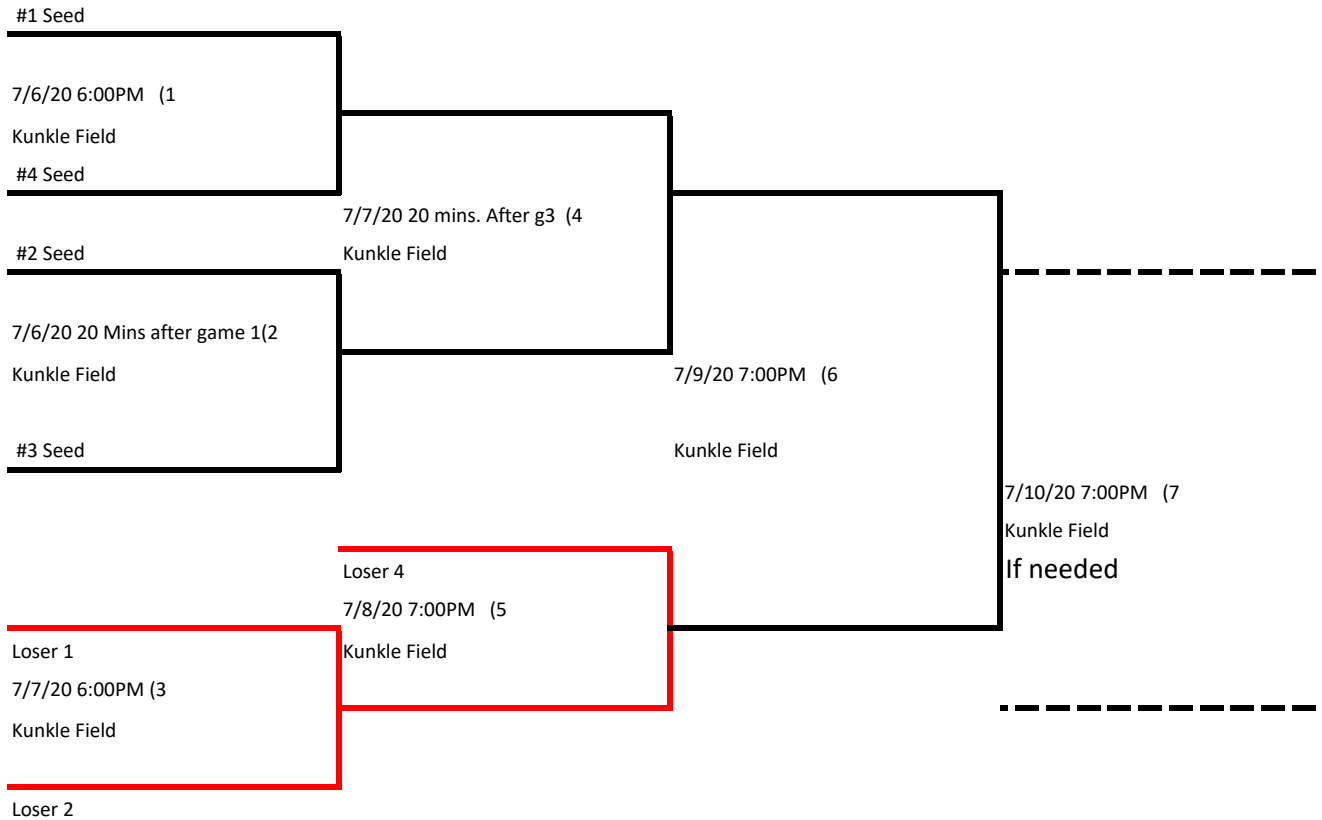 #1 Seed
7/6/20 6:00PM   (1
Kunkle Field
#4 Seed
7/7/20 20 mins. After g3  (4
Kunkle Field
#2 Seed
7/6/20 20 Mins after game 1(2
Kunkle Field
7/9/20 7:00PM   (6
Kunkle Field
#3 Seed
7/10/20 7:00PM   (7
Kunkle Field
If needed
Loser 4
7/8/20 7:00PM   (5
Kunkle Field
Loser 1
7/7/20 6:00PM (3
Kunkle Field
Loser 2